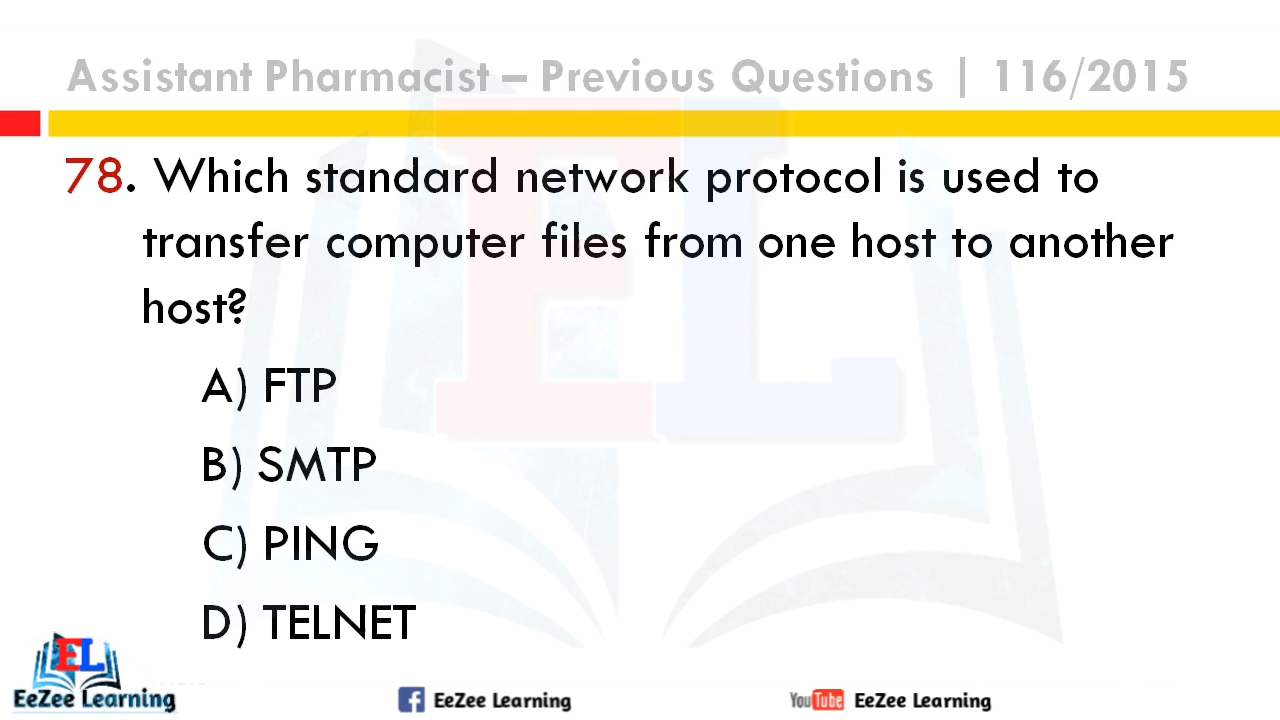 Assistant Pharmacist – Previous Questions | 116/2015
78. Which standard network protocol is used to
transfer computer files from one host to another
host?
A) FTP
B) SMTP
C) PING
D) TELNET
EL
EL
EeZee Learning
f EeZee Learning
YouTube EeZee Learning